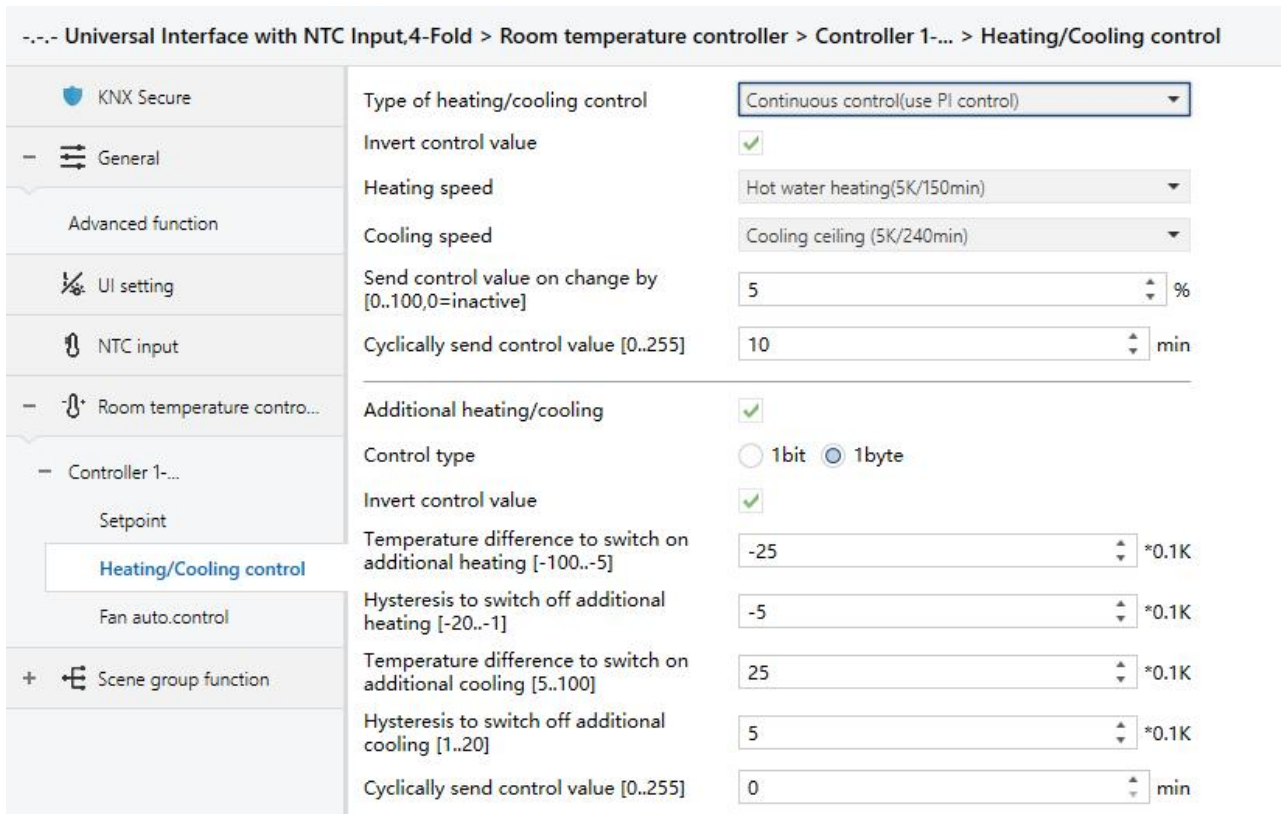 -.-.- Universal Interface with NTC Input,4-Fold > Room temperature controller > Controller 1-... > Heating/Cooling control
KNX Secure
General
Advanced function
UI setting
NTC input
Room temperature contro...
Controller 1-...
Setpoint
Heating/Cooling control
Fan auto.control
Scene group function
Type of heating/cooling control
Continuous control(use PI control)
Invert control value
Heating speed
Hot water heating(5K/150min)
Cooling speed
Cooling ceiling (5K/240min)
Send control value on change by
[0..100,0=inactive]
5 %
Cyclically send control value [0..255]
10 min
Additional heating/cooling
Control type
1bit 1byte
Invert control value
Temperature difference to switch on
additional heating [-100..-5]
-25 *0.1K
Hysteresis to switch off additional
heating [-20..-1]
-5 *0.1K
Temperature difference to switch on
additional cooling [5..100]
25 *0.1K
Hysteresis to switch off additional
cooling [1..20]
5 *0.1K
Cyclically send control value [0..255]
0 min